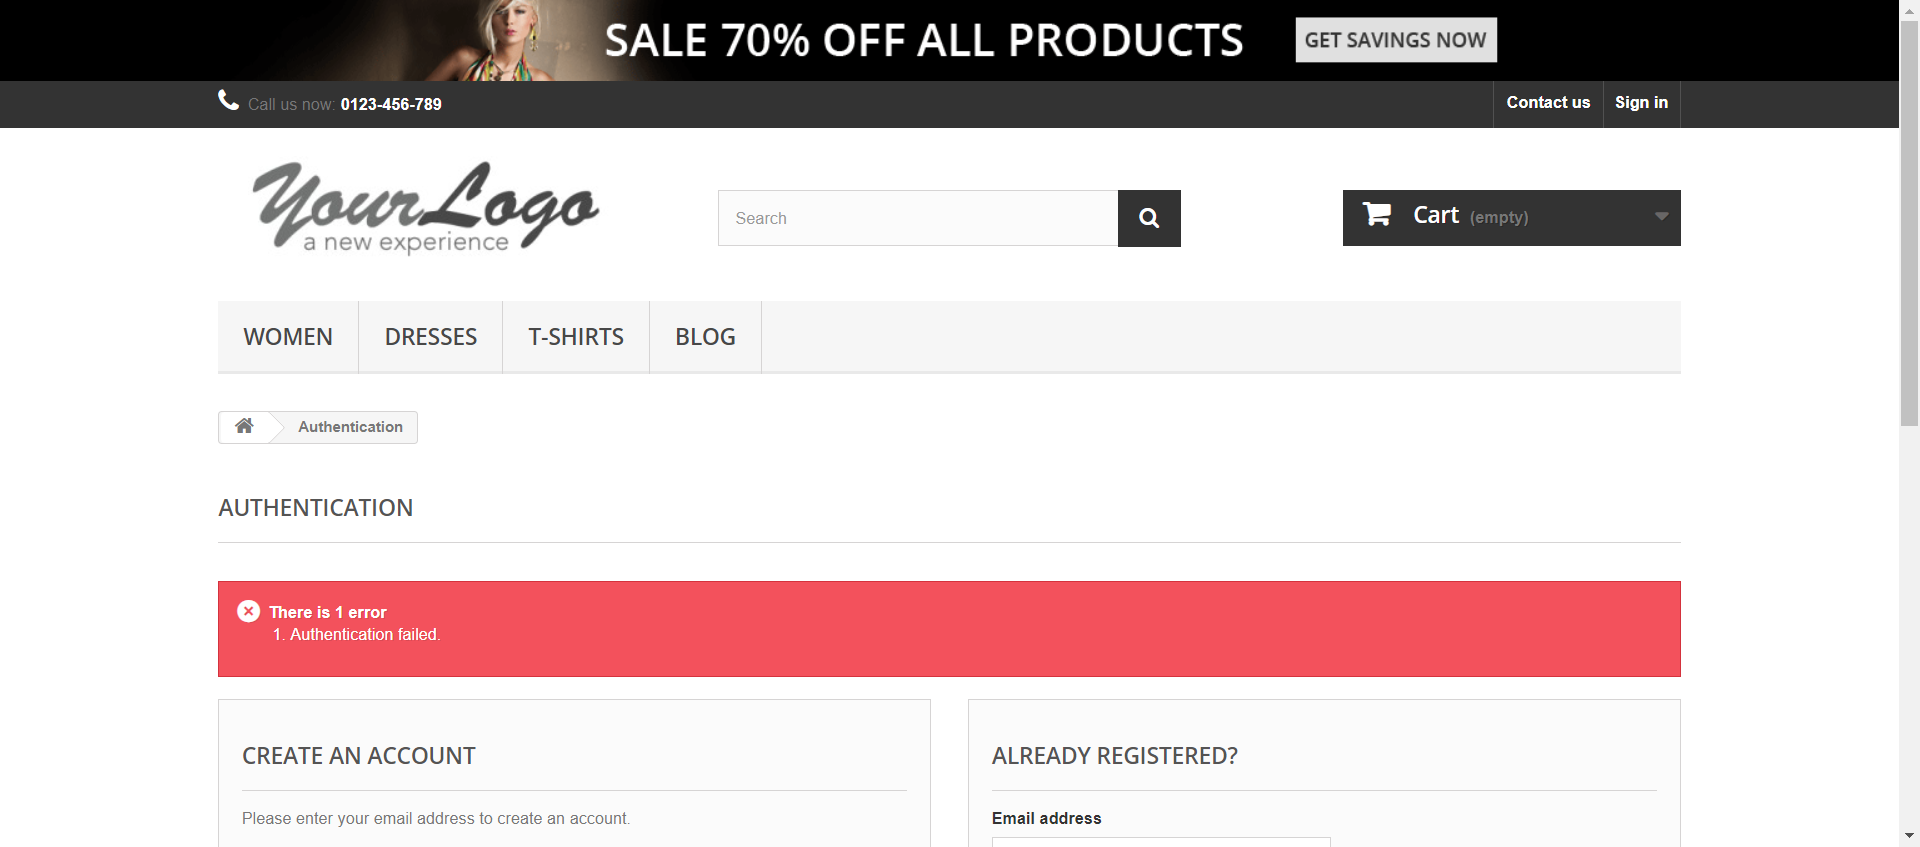 SALE 70% OFF ALL PRODUCTS GET SAVINGS NOW
Call us now: 0123-456-789 Contact us Sign in
Your Logo
a new experience
Search
Cart (empty)
WOMEN DRESSES T-SHIRTS BLOG
Authentication
AUTHENTICATION
There is 1 error
1. Authentication failed.
CREATE AN ACCOUNT
Please enter your email address to create an account.
ALREADY REGISTERED?
Email address